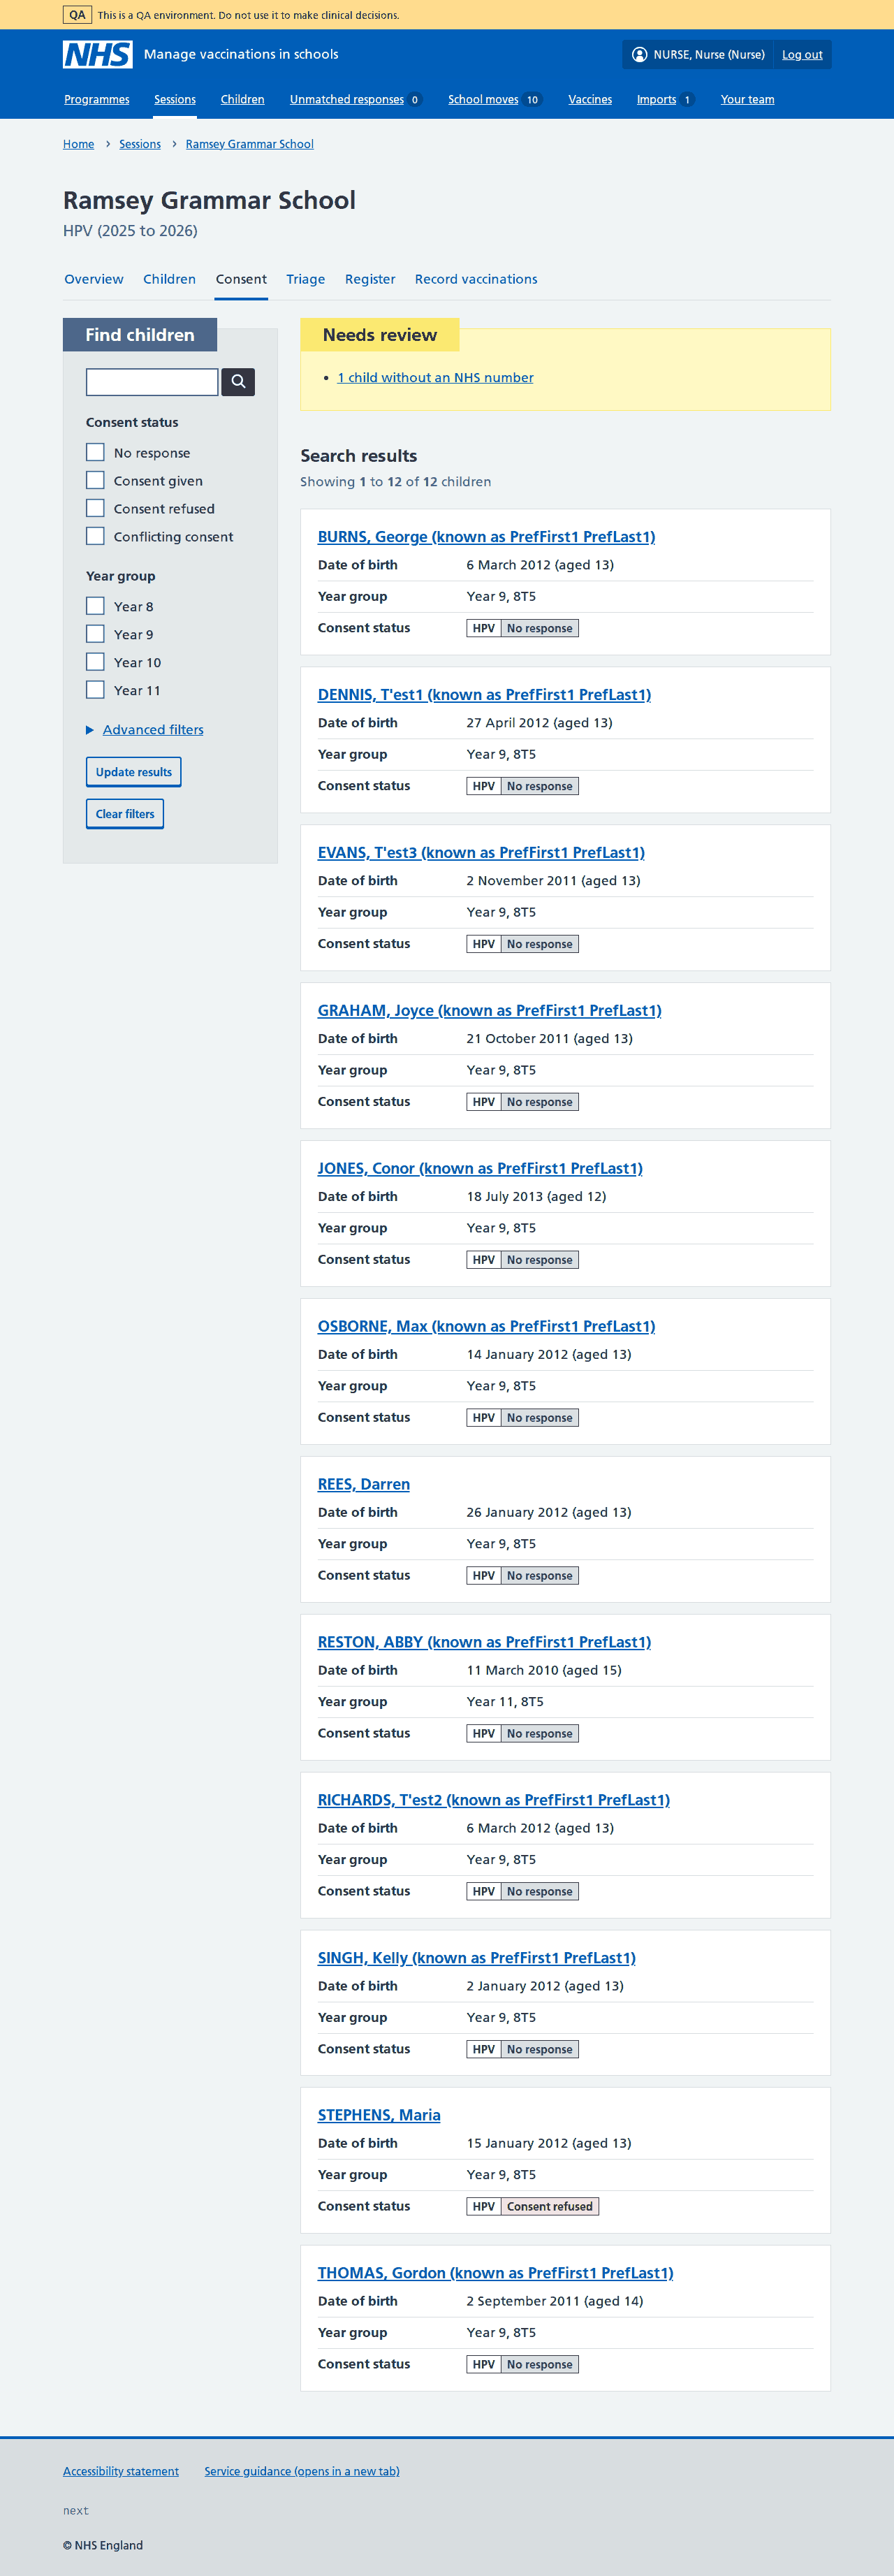 QA This is a QA environment. Do not use it to make clinical decisions.
NHS Manage vaccinations in schools
NURSE, Nurse (Nurse) Log out
Programmes Sessions Children Unmatched responses 0 School moves 10 Vaccines Imports 1 Your team
Home Sessions Ramsey Grammar School
Ramsey Grammar School
HPV (2025 to 2026)
Overview Children Consent Triage Register Record vaccinations
Find children
Consent status
No response
Consent given
Consent refused
Conflicting consent
Year group
Year 8
Year 9
Year 10
Year 11
Advanced filters
Update results
Clear filters
Needs review
1 child without an NHS number
Search results
Showing 1 to 12 of 12 children
BURNS, George (known as PrefFirst1 PrefLast1)
Date of birth 6 March 2012 (aged 13)
Year group Year 9, 8T5
Consent status HPV No response
DENNIS, T'est1 (known as PrefFirst1 PrefLast1)
Date of birth 27 April 2012 (aged 13)
Year group Year 9, 8T5
Consent status HPV No response
EVANS, T'est3 (known as PrefFirst1 PrefLast1)
Date of birth 2 November 2011 (aged 13)
Year group Year 9, 8T5
Consent status HPV No response
GRAHAM, Joyce (known as PrefFirst1 PrefLast1)
Date of birth 21 October 2011 (aged 13)
Year group Year 9, 8T5
Consent status HPV No response
JONES, Conor (known as PrefFirst1 PrefLast1)
Date of birth 18 July 2013 (aged 12)
Year group Year 9, 8T5
Consent status HPV No response
OSBORNE, Max (known as PrefFirst1 PrefLast1)
Date of birth 14 January 2012 (aged 13)
Year group Year 9, 8T5
Consent status HPV No response
REES, Darren
Date of birth 26 January 2012 (aged 13)
Year group Year 9, 8T5
Consent status HPV No response
RESTON, ABBY (known as PrefFirst1 PrefLast1)
Date of birth 11 March 2010 (aged 15)
Year group Year 11, 8T5
Consent status HPV No response
RICHARDS, T'est2 (known as PrefFirst1 PrefLast1)
Date of birth 6 March 2012 (aged 13)
Year group Year 9, 8T5
Consent status HPV No response
SINGH, Kelly (known as PrefFirst1 PrefLast1)
Date of birth 2 January 2012 (aged 13)
Year group Year 9, 8T5
Consent status HPV No response
STEPHENS, Maria
Date of birth 15 January 2012 (aged 13)
Year group Year 9, 8T5
Consent status HPV Consent refused
THOMAS, Gordon (known as PrefFirst1 PrefLast1)
Date of birth 2 September 2011 (aged 14)
Year group Year 9, 8T5
Consent status HPV No response
Accessibility statement Service guidance (opens in a new tab)
next
© NHS England